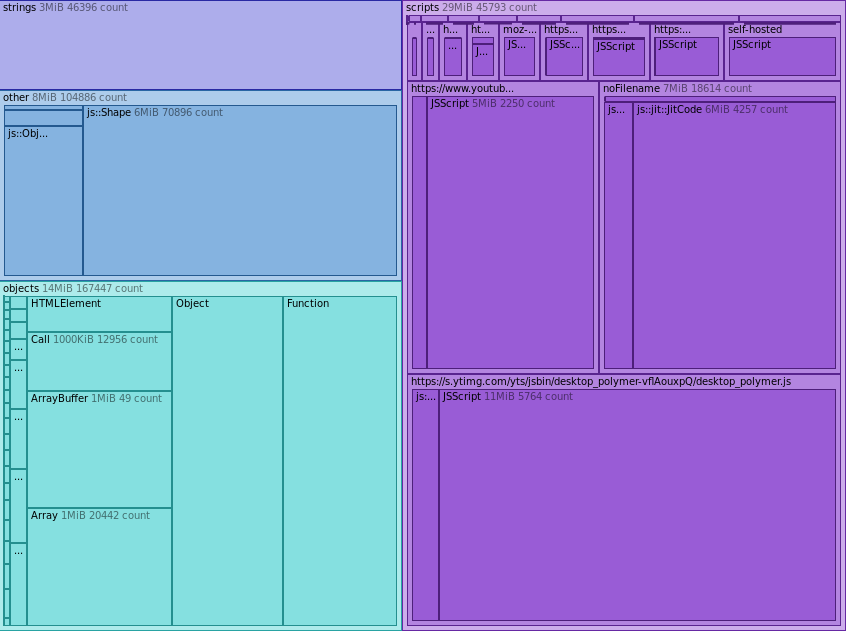 strings 3MiB 46396 count
other 8MiB 104886 count
js::Obj...
js::Shape 6MiB 70896 count
objects 14MiB 167447 count
...
...
...
...
...
HTMLElement
Call 1000KiB 12956 count
ArrayBuffer 1MiB 49 count
Array 1MiB 20442 count
Object
Function
scripts 29MiB 45793 count
... h... ht... moz-... https... https... https:... self-hosted
... J... JS... JSSc... JSScript JSScript JSScript
https://www.youtub...
JSScript 5MiB 2250 count
noFilename 7MiB 18614 count
js... js::jit::JitCode 6MiB 4257 count
https://s.ytimg.com/yts/jsbin/desktop_polymer-vflAouxpQ/desktop_polymer.js
js:... JSScript 11MiB 5764 count